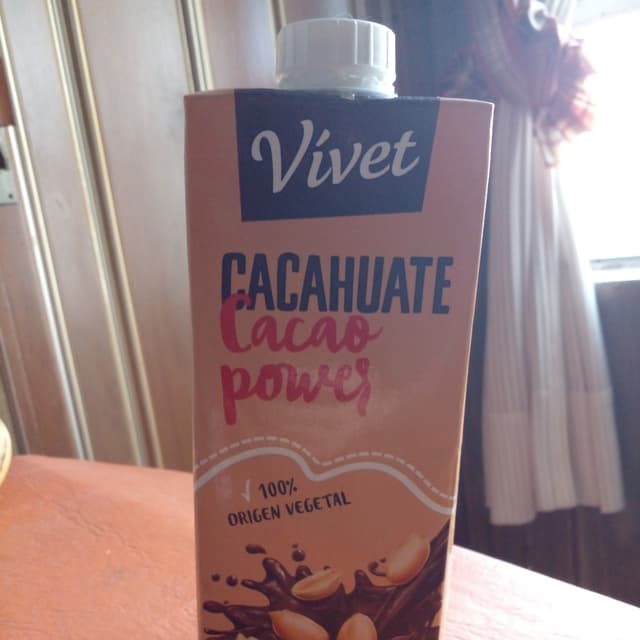 Vívet
CACAHUATE
Cacao
power
100%
ORIGEN VEGETAL